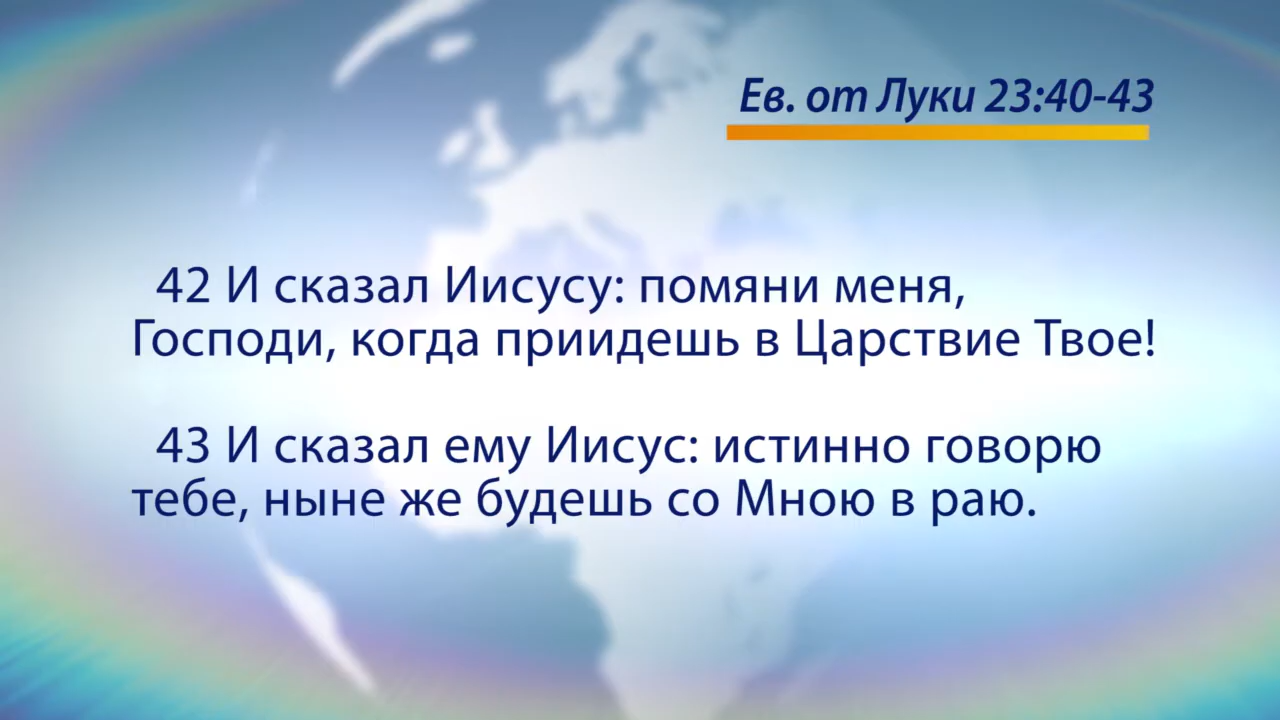 Ев. от Луки 23:40-43
42 И сказал Иисусу: помяни меня,
Господи, когда приидешь в Царствие Твое!
43 И сказал ему Иисус: истинно говорю
тебе, ныне же будешь со Мною в раю.